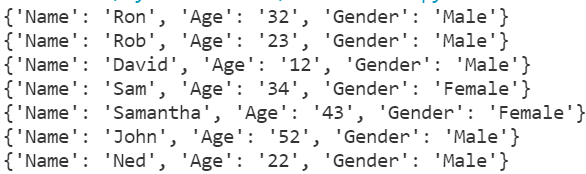 {'Name': 'Ron', 'Age': '32', 'Gender': 'Male'}
{'Name': 'Rob', 'Age': '23', 'Gender': 'Male'}
{'Name': 'David', 'Age': '12', 'Gender': 'Male'}
{'Name': 'Sam', 'Age': '34', 'Gender': 'Female'}
{'Name': 'Samantha', 'Age': '43', 'Gender': 'Female'}
{'Name': 'John', 'Age': '52', 'Gender': 'Male'}
{'Name': 'Ned', 'Age': '22', 'Gender': 'Male'}